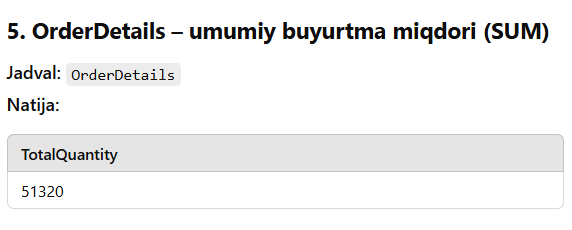 5. OrderDetails – umumiy buyurtma miqdori (SUM)
Jadval: OrderDetails
Natija:
TotalQuantity
51320